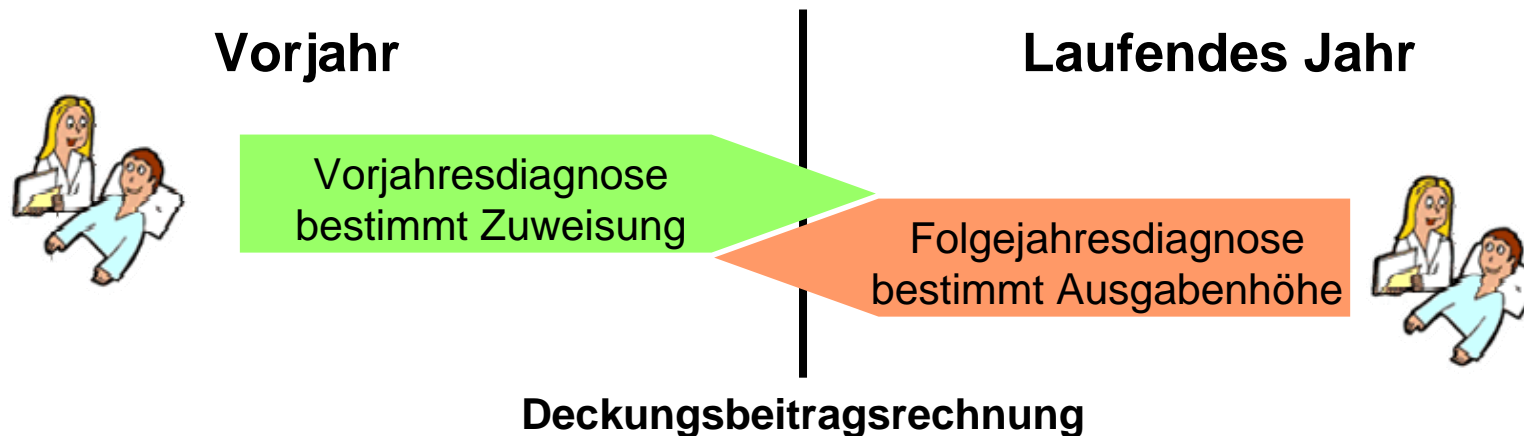 Vorjahr
Laufendes Jahr
Vorjahresdiagnose
bestimmt Zuweisung
Folgejahresdiagnose
bestimmt Ausgabenhöhe
Deckungsbeitragsrechnung